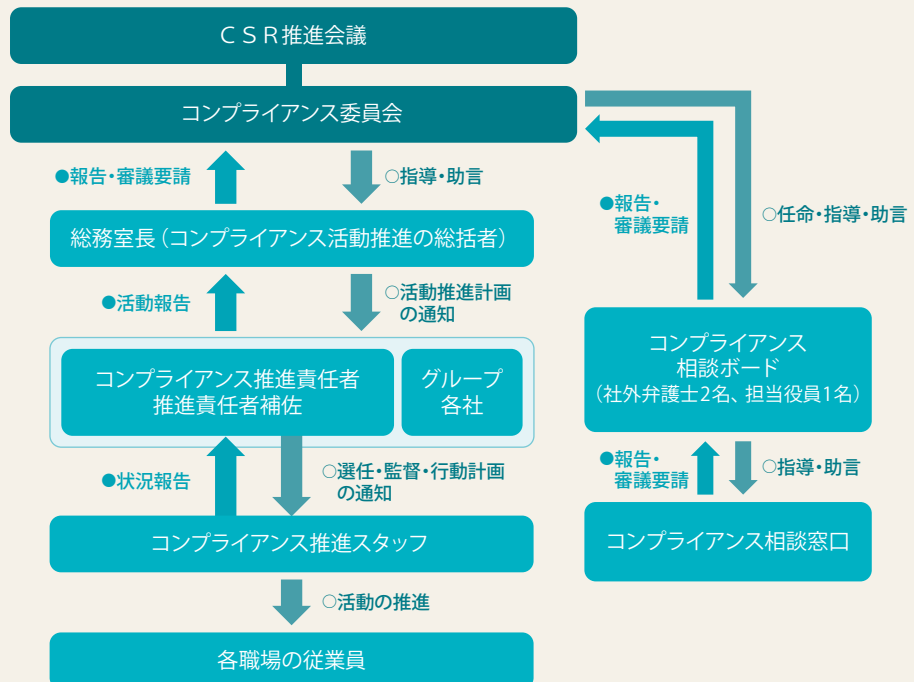 ＣＳＲ推進会議
コンプライアンス委員会
●報告・審議要請
○指導・助言
総務室長（コンプライアンス活動推進の総括者）
●活動報告
○活動推進計画
の通知
コンプライアンス推進責任者
推進責任者補佐
グループ
各社
●状況報告
○選任・監督・行動計画
の通知
コンプライアンス推進スタッフ
○活動の推進
各職場の従業員
●報告・
審議要請
○任命・指導・助言
コンプライアンス
相談ボード
（社外弁護士2名、担当役員1名）
●報告・
審議要請
○指導・助言
コンプライアンス相談窓口